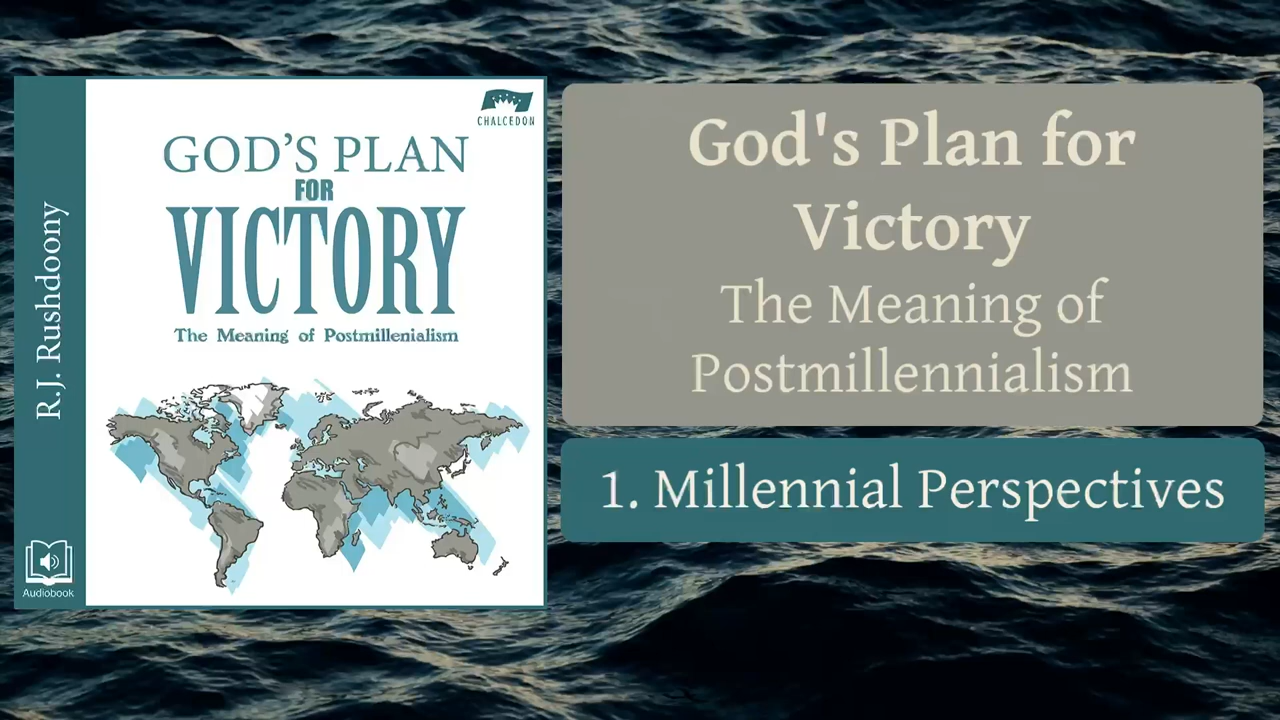 R.J. Rushdoony
Audiobook
CHALCEDON
GOD'S PLAN
FOR
VICTORY
The Meaning of Postmillenialism
God's Plan for
Victory
The Meaning of
Postmillennialism
1. Millennial Perspectives